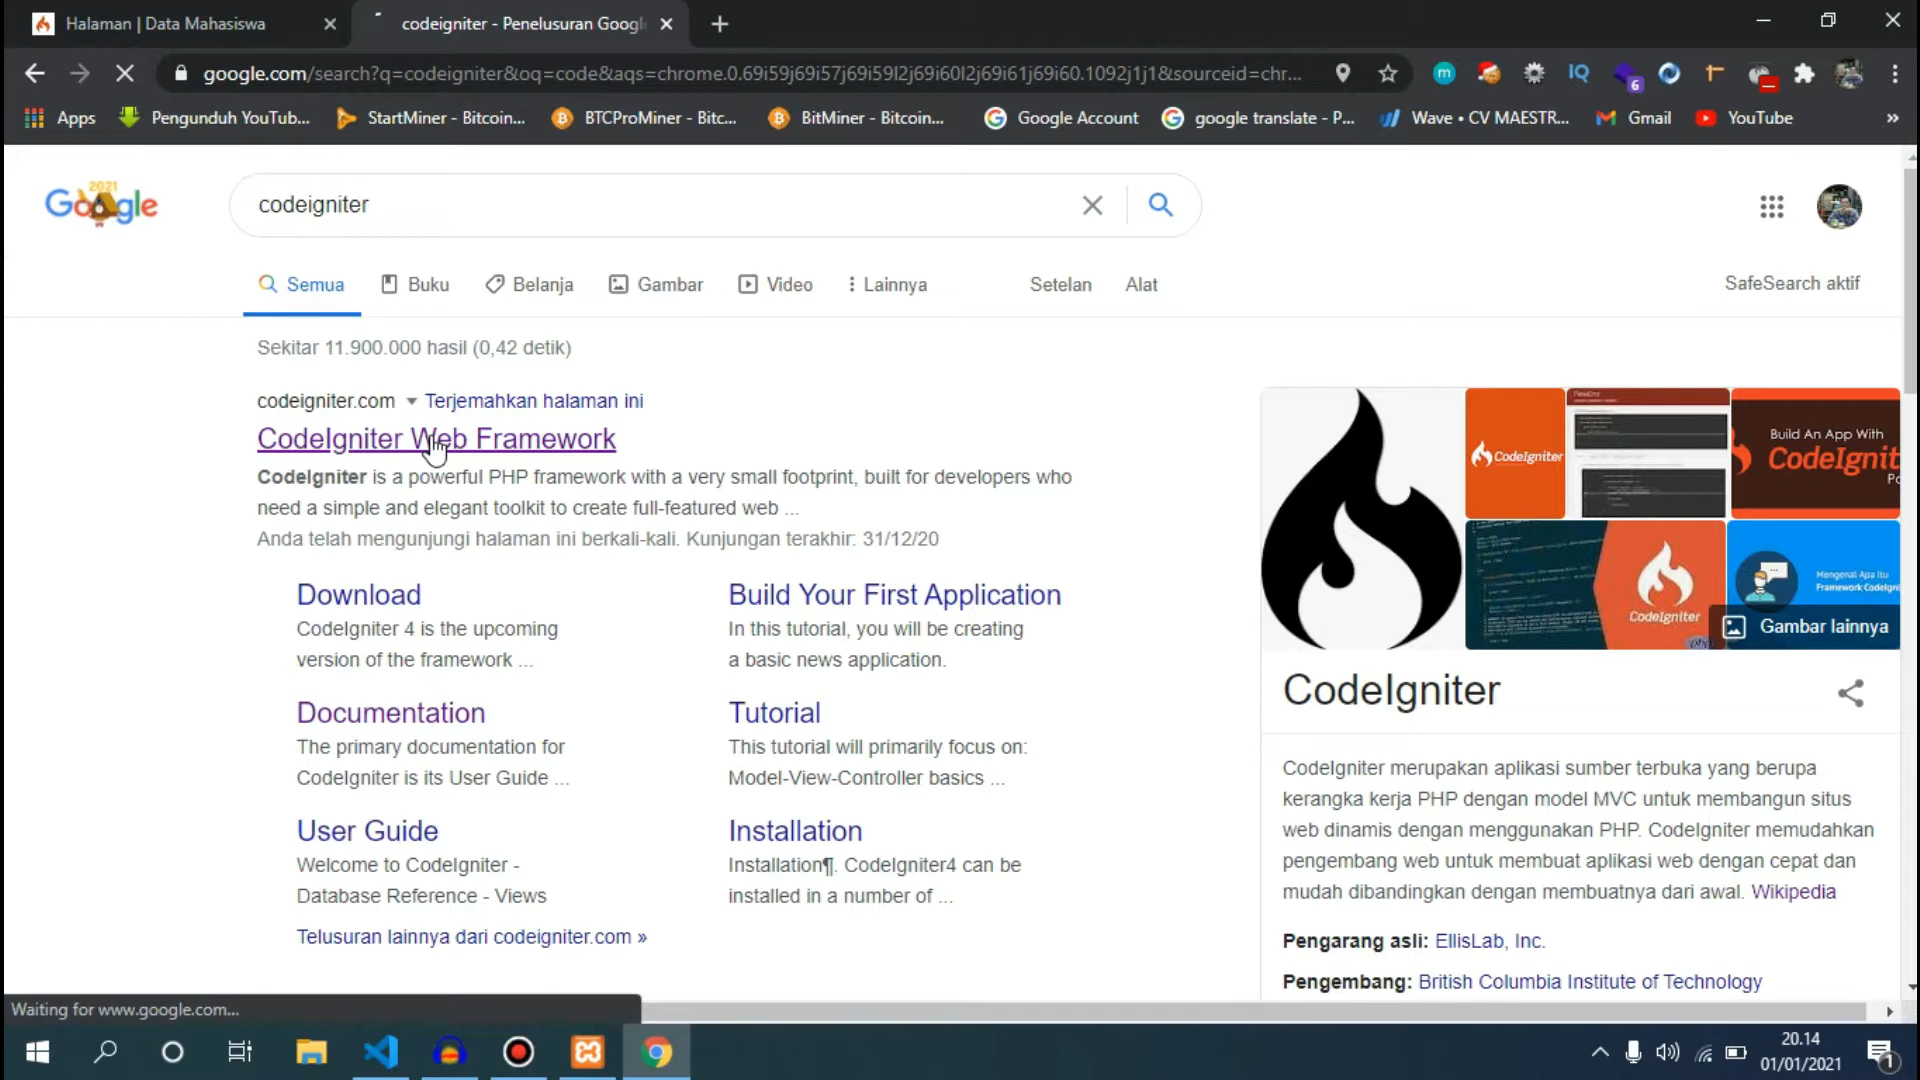 Halaman | Data Mahasiswa
codeigniter - Penelusuran Googl
google.com/search?q=codeigniter&oq=code&aqs=chrome.0.69i59j69i57j69i59l2j69i60l2j69i61j69i60.1092j1j1&sourceid=chr...
Apps
Pengunduh YouTub...
StartMiner - Bitcoin...
BTCProMiner - Bitc...
BitMiner - Bitcoin...
Google Account
google translate - P...
Wave • CV MAESTR...
Gmail
YouTube
»
2021
Google
codeigniter
Semua
Buku
Belanja
Gambar
Video
Lainnya
Setelan
Alat
SafeSearch aktif
Sekitar 11.900.000 hasil (0,42 detik)
codeigniter.com
Terjemahkan halaman ini
CodeIgniter Web Framework
CodeIgniter is a powerful PHP framework with a very small footprint, built for developers who
need a simple and elegant toolkit to create full-featured web ...
Anda telah mengunjungi halaman ini berkali-kali. Kunjungan terakhir: 31/12/20
Download
CodeIgniter 4 is the upcoming
version of the framework ...
Build Your First Application
In this tutorial, you will be creating
a basic news application.
Documentation
The primary documentation for
CodeIgniter is its User Guide ...
Tutorial
This tutorial will primarily focus on:
Model-View-Controller basics ...
User Guide
Welcome to CodeIgniter -
Database Reference - Views
Installation
Installation¶. CodeIgniter4 can be
installed in a number of ...
Telusuran lainnya dari codeigniter.com »
CodeIgniter
Build An App With
CodeIgnit
Po
CodeIgniter
Mengenal Apa Itu
Framework CodeIgni
Gambar lainnya
CodeIgniter
CodeIgniter merupakan aplikasi sumber terbuka yang berupa
kerangka kerja PHP dengan model MVC untuk membangun situs
web dinamis dengan menggunakan PHP. CodeIgniter memudahkan
pengembang web untuk membuat aplikasi web dengan cepat dan
mudah dibandingkan dengan membuatnya dari awal. Wikipedia
Pengarang asli: EllisLab, Inc.
Pengembang: British Columbia Institute of Technology
Waiting for www.google.com...
20.14
01/01/2021
1
m
IQ
6